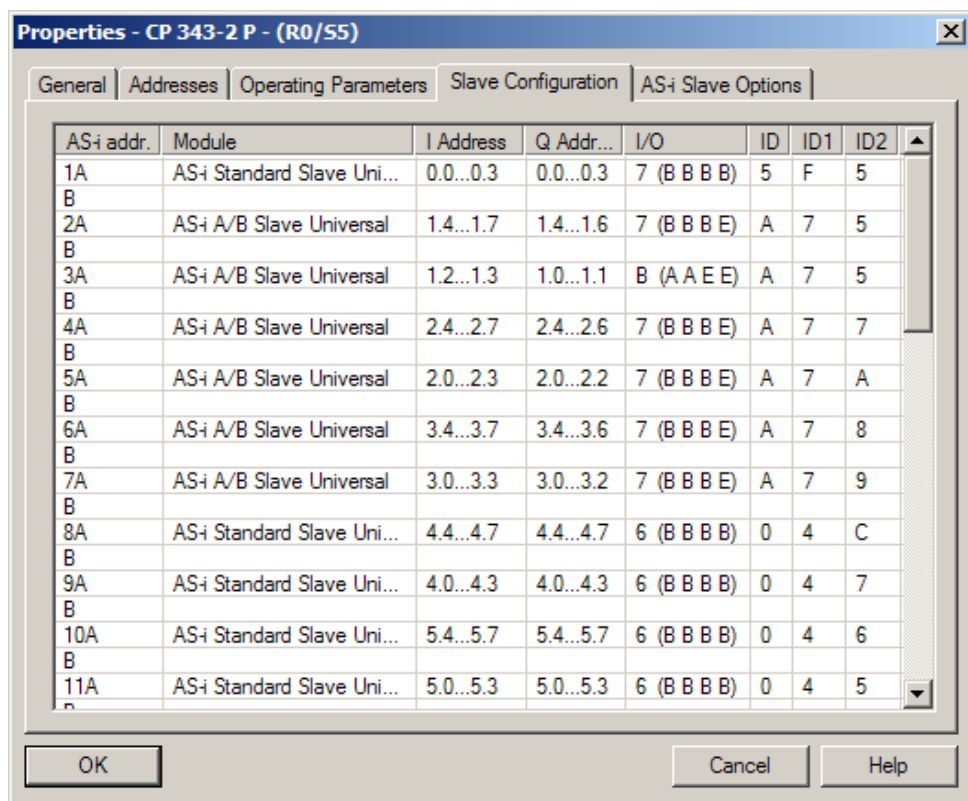 Properties - CP 343-2 P - (R0/S5)
General Addresses Operating Parameters Slave Configuration AS-i Slave Options
AS-i addr. Module I Address Q Addr... I/O ID ID1 ID2
1A AS-i Standard Slave Uni... 0.0...0.3 0.0...0.3 7 (B B B B) 5 F 5
B
2A AS-i A/B Slave Universal 1.4...1.7 1.4...1.6 7 (B B B E) A 7 5
B
3A AS-i A/B Slave Universal 1.2...1.3 1.0...1.1 B (A A E E) A 7 5
B
4A AS-i A/B Slave Universal 2.4...2.7 2.4...2.6 7 (B B B E) A 7 7
B
5A AS-i A/B Slave Universal 2.0...2.3 2.0...2.2 7 (B B B E) A 7 A
B
6A AS-i A/B Slave Universal 3.4...3.7 3.4...3.6 7 (B B B E) A 7 8
B
7A AS-i A/B Slave Universal 3.0...3.3 3.0...3.2 7 (B B B E) A 7 9
B
8A AS-i Standard Slave Uni... 4.4...4.7 4.4...4.7 6 (B B B B) 0 4 C
B
9A AS-i Standard Slave Uni... 4.0...4.3 4.0...4.3 6 (B B B B) 0 4 7
B
10A AS-i Standard Slave Uni... 5.4...5.7 5.4...5.7 6 (B B B B) 0 4 6
B
11A AS-i Standard Slave Uni... 5.0...5.3 5.0...5.3 6 (B B B B) 0 4 5
OK Cancel Help